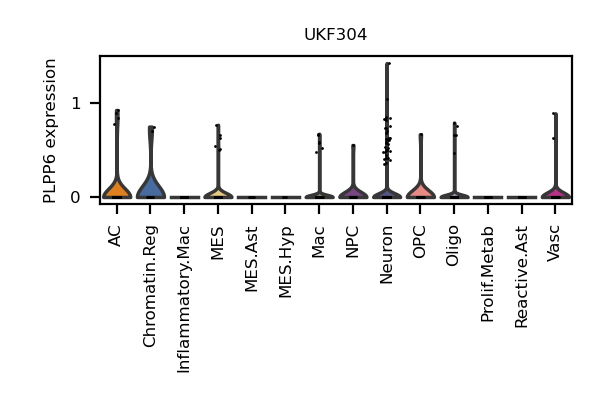 UKF304
PLPP6 expression
1
0
AC
Chromatin.Reg
Inflammatory.Mac
MES
MES.Ast
MES.Hyp
Mac
NPC
Neuron
OPC
Oligo
Prolif.Metab
Reactive.Ast
Vasc